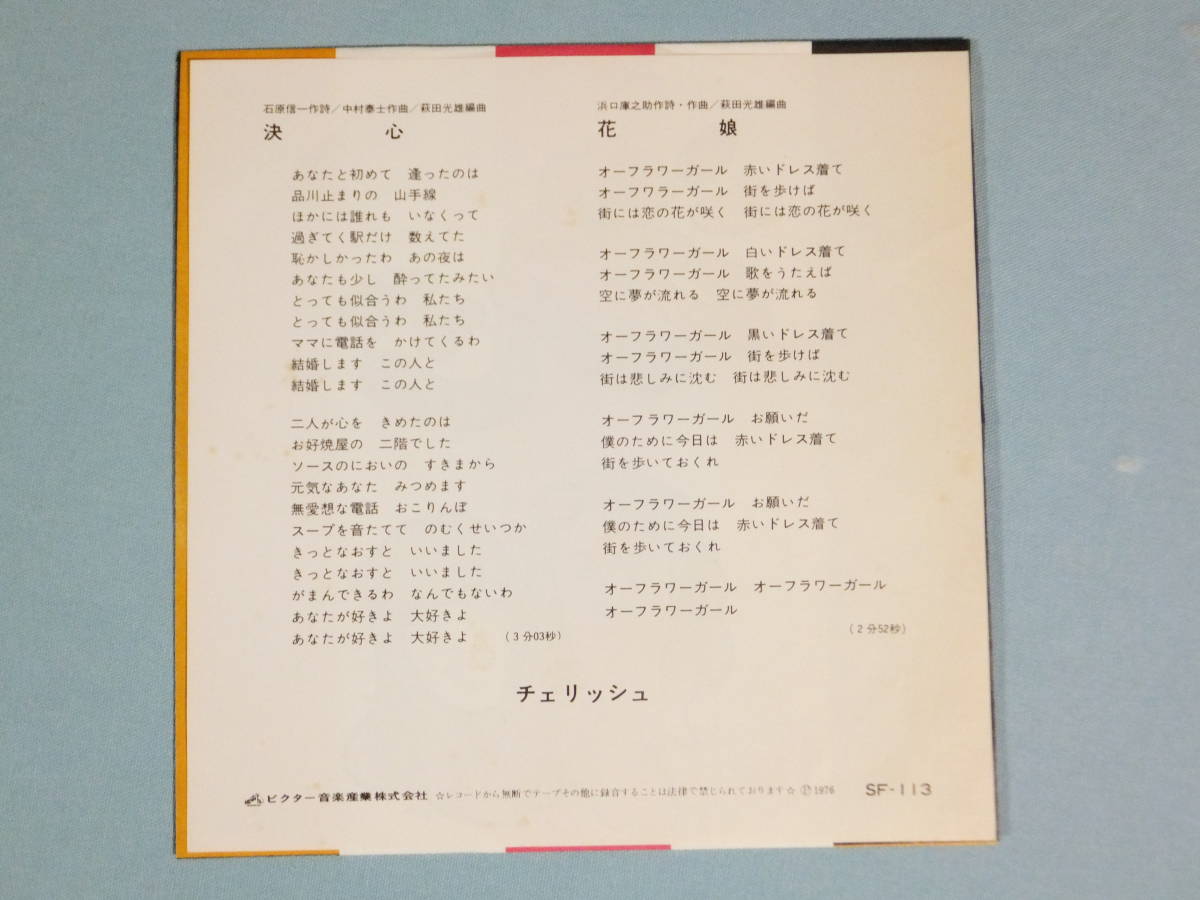 石原信一作詩／中村泰士作曲／萩田光雄編曲
決心
あなたと初めて 逢ったのは
品川止まりの 山手線
ほかには誰れも いなくって
過ぎてく駅だけ 数えてた
恥かしかったわ あの夜は
あなたも少し 酔ってたみたい
とっても似合うわ 私たち
とっても似合うわ 私たち
ママに電話を かけてくるわ
結婚します この人と
結婚します この人と
二人が心を きめたのは
お好焼屋の 二階でした
ソースのにおいの すきまから
元気なあなた みつめます
無愛想な電話 おこりんぼ
スープを音たてて のむくせいつか
きっとなおすと いいました
きっとなおすと いいました
がまんできるわ なんでもないわ
あなたが好きよ 大好きよ
あなたが好きよ 大好きよ （3分03秒）
浜口庫之助作詩・作曲／萩田光雄編曲
花娘
オーフラワーガール 赤いドレス着て
オーフワラーガール 街を歩けば
街には恋の花が咲く 街には恋の花が咲く
オーフラワーガール 白いドレス着て
オーフラワーガール 歌をうたえば
空に夢が流れる 空に夢が流れる
オーフラワーガール 黒いドレス着て
オーフラワーガール 街を歩けば
街は悲しみに沈む 街は悲しみに沈む
オーフラワーガール お願いだ
僕のために今日は 赤いドレス着て
街を歩いておくれ
オーフラワーガール お願いだ
僕のために今日は 赤いドレス着て
街を歩いておくれ
オーフラワーガール オーフラワーガール
オーフラワーガール
（2分52秒）
チェリッシュ
ビクター音楽産業株式会社 ☆レコードから無断でテープその他に録音することは法律で禁じられております☆ Ⓟ1976 SF-113